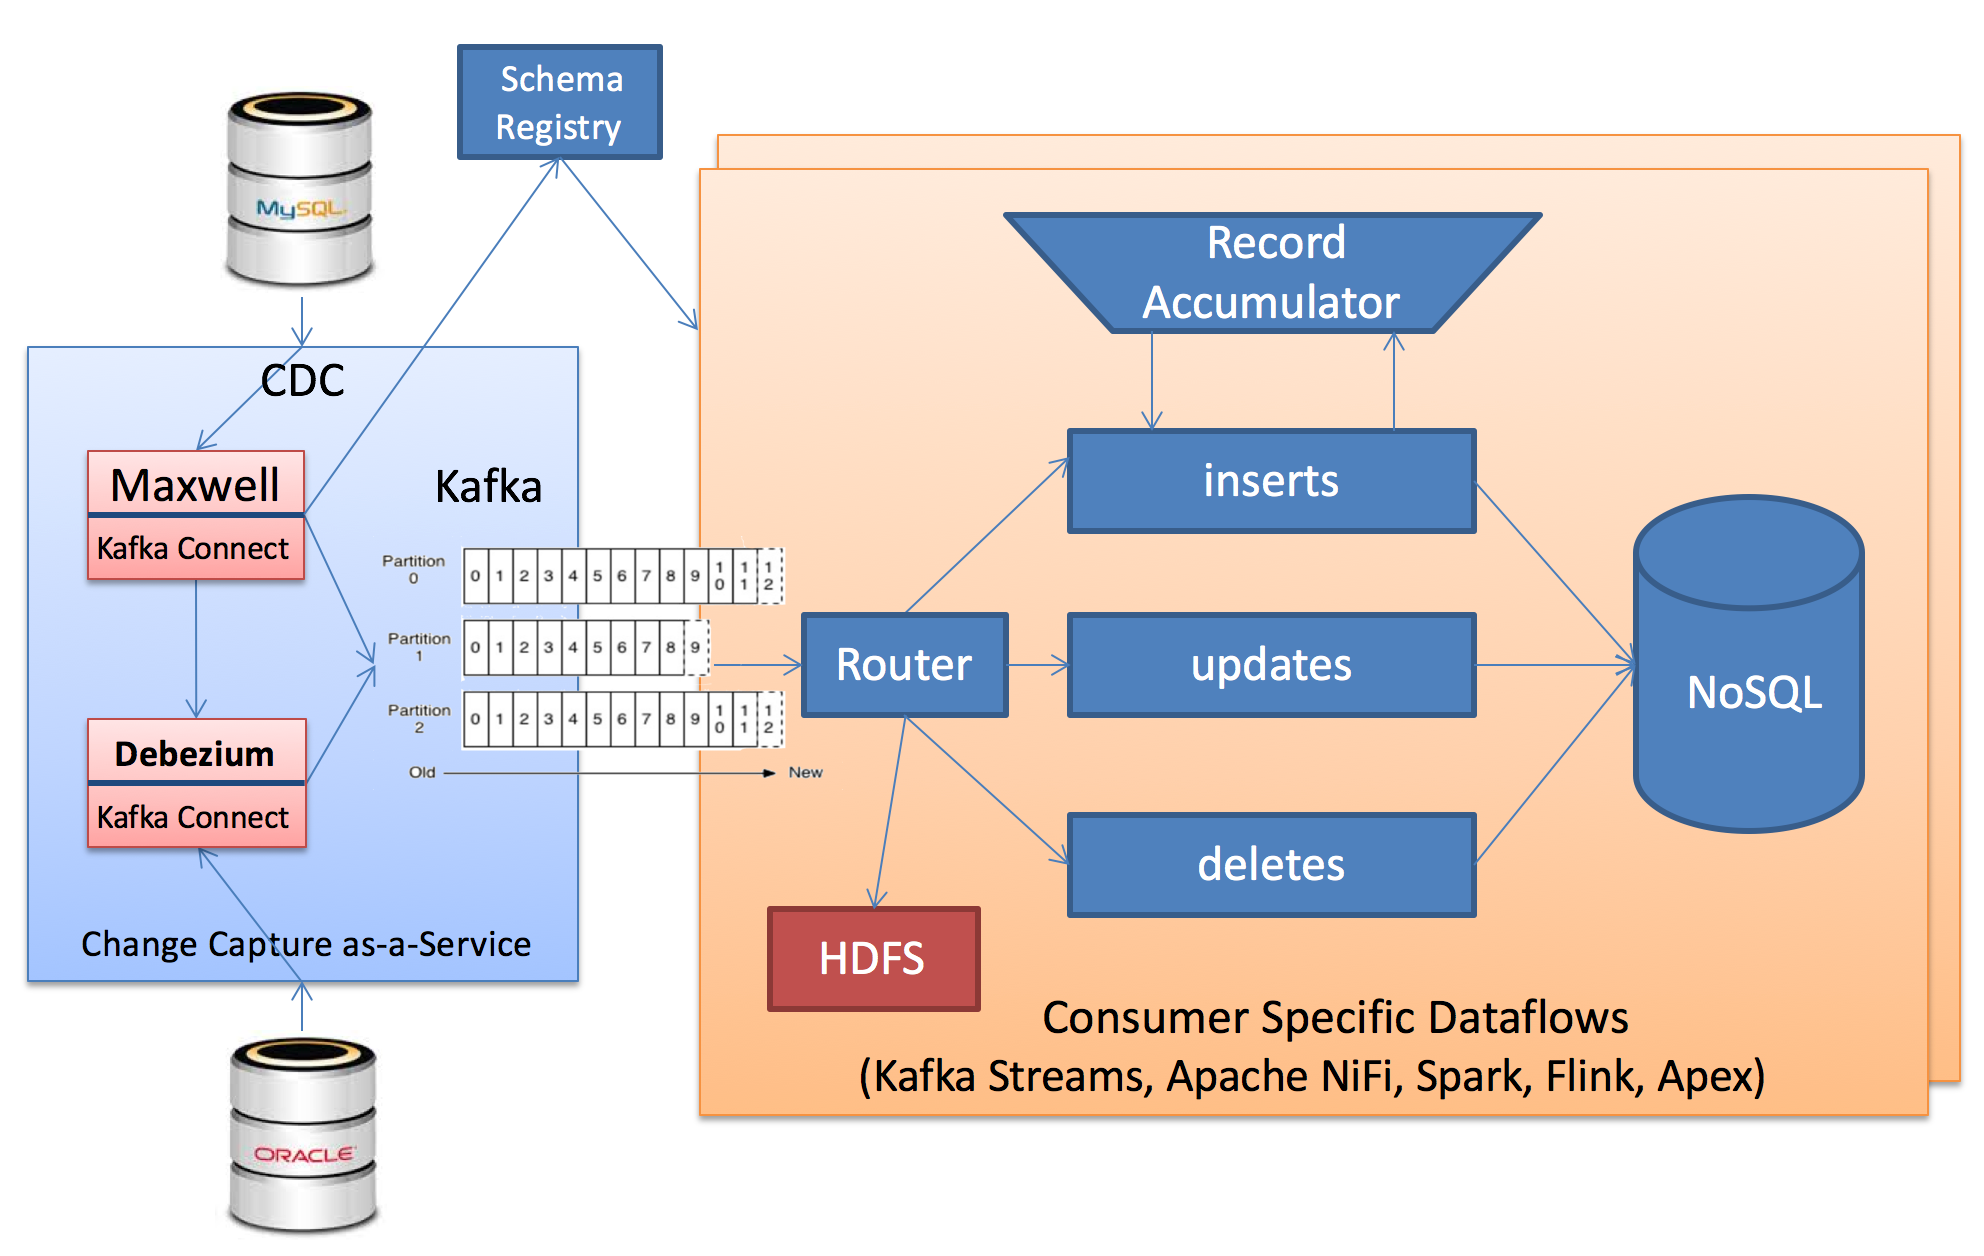 Schema
Registry
MySQL
CDC
Maxwell
Kafka Connect
Kafka
Partition
0
0 1 2 3 4 5 6 7 8 9 10 11 12
Partition
1
0 1 2 3 4 5 6 7 8 9
Partition
2
0 1 2 3 4 5 6 7 8 9 10 11 12
Old
New
Debezium
Kafka Connect
Change Capture as-a-Service
ORACLE
Record
Accumulator
inserts
Router
updates
NoSQL
deletes
HDFS
Consumer Specific Dataflows
(Kafka Streams, Apache NiFi, Spark, Flink, Apex)